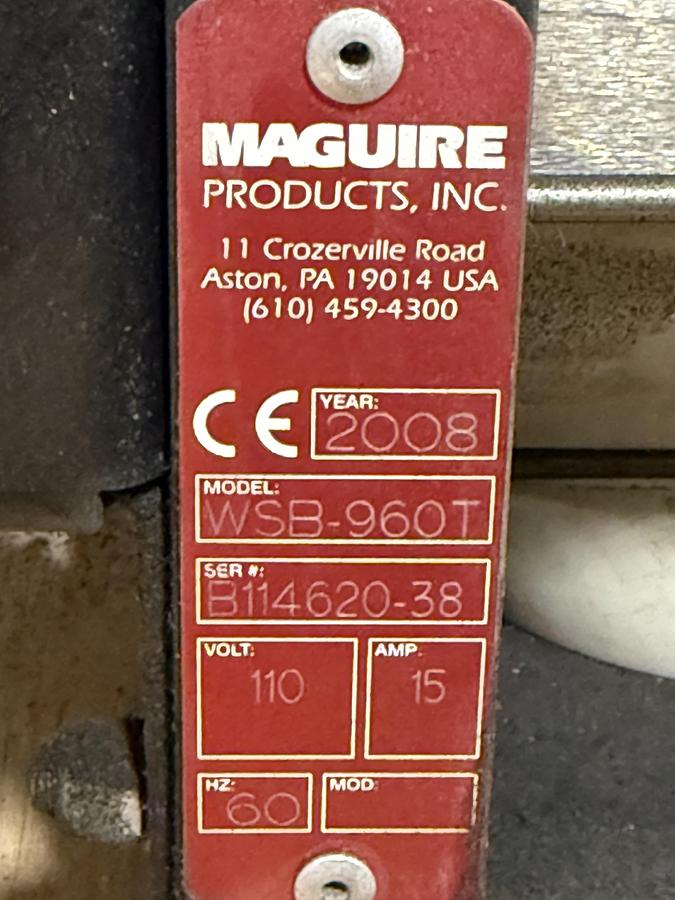 MAGUIRE
PRODUCTS, INC.
11 Crozerville Road
Aston, PA 19014 USA
(610) 459-4300
CE YEAR: 2008
MODEL: WSB-960T
SER #: B114620-38
VOLT: 110 AMP. 15
HZ: 60 MOD: